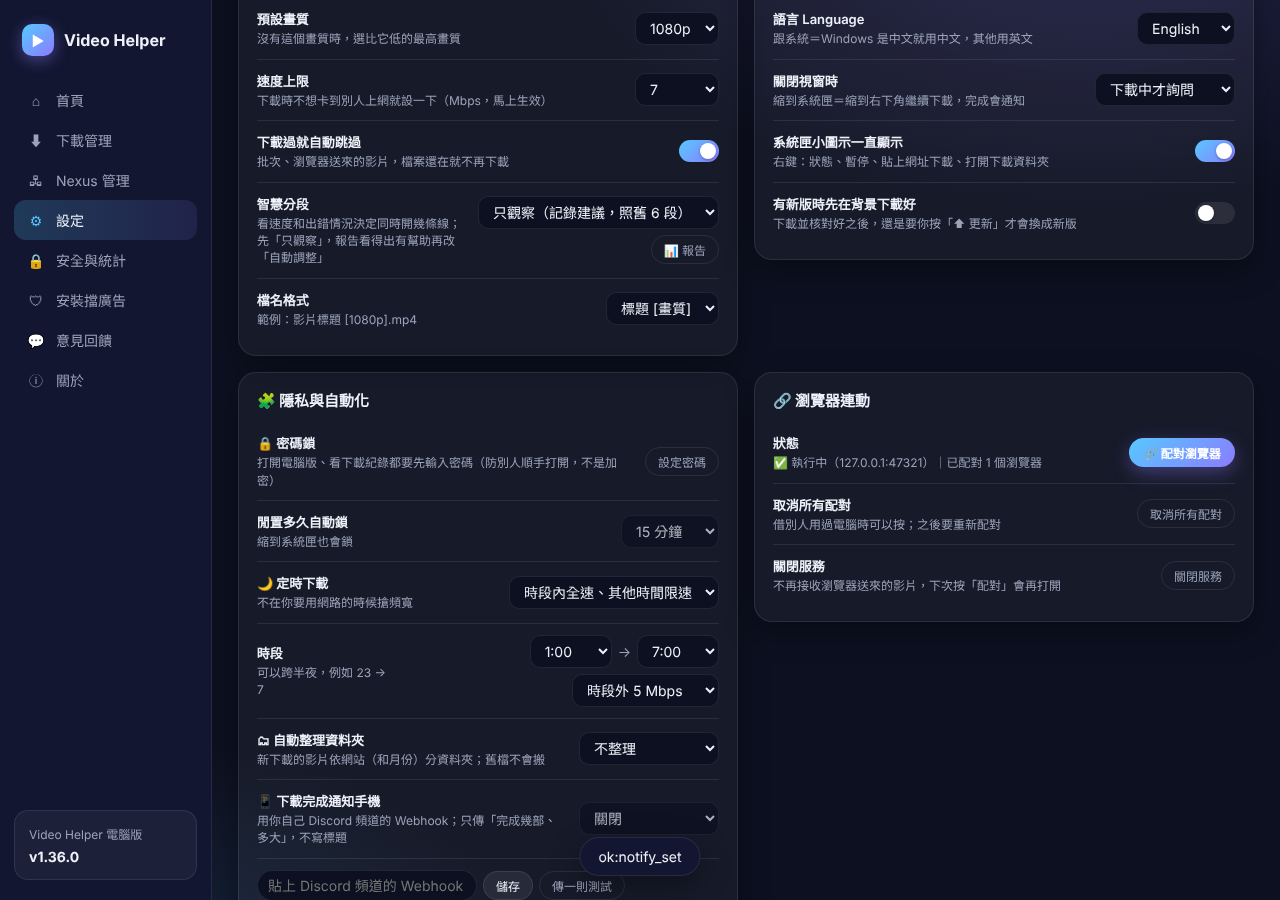 Video Helper
首頁
下載管理
Nexus 管理
設定
安全與統計
安裝擋廣告
意見回饋
關於
Video Helper 電腦版
v1.36.0
預設畫質
沒有這個畫質時，選比它低的最高畫質
1080p
速度上限
下載時不想卡到別人上網就設一下（Mbps，馬上生效）
7
下載過就自動跳過
批次、瀏覽器送來的影片，檔案還在就不再下載
智慧分段
看速度和出錯情況決定同時開幾條線；
先「只觀察」，報告看得出有幫助再改
「自動調整」
只觀察（記錄建議，照舊 6 段）
📊 報告
檔名格式
範例：影片標題 [1080p].mp4
標題 [畫質]
語言 Language
跟系統＝Windows 是中文就用中文，其他用英文
English
關閉視窗時
縮到系統匣＝縮到右下角繼續下載，完成會通知
下載中才詢問
系統匣小圖示一直顯示
右鍵：狀態、暫停、貼上網址下載、打開下載資料夾
有新版時先在背景下載好
下載並核對好之後，還是要你按「⬆ 更新」才會換成新版
🧩 隱私與自動化
🔒 密碼鎖
打開電腦版、看下載紀錄都要先輸入密碼（防別人順手打開，不是加
密）
設定密碼
閒置多久自動鎖
縮到系統匣也會鎖
15 分鐘
🌙 定時下載
不在你要用網路的時候搶頻寬
時段內全速、其他時間限速
時段
可以跨半夜，例如 23 →
7
1:00 → 7:00
時段外 5 Mbps
🗂 自動整理資料夾
新下載的影片依網站（和月份）分資料夾；舊檔不會搬
不整理
📱 下載完成通知手機
用你自己 Discord 頻道的 Webhook；只傳「完成幾部、
多大」，不寫標題
關閉
ok:notify_set
貼上 Discord 頻道的 Webhook
儲存
傳一則測試
🔗 瀏覽器連動
狀態
✅ 執行中（127.0.0.1:47321）｜已配對 1 個瀏覽器
🔗 配對瀏覽器
取消所有配對
借別人用過電腦時可以按；之後要重新配對
取消所有配對
關閉服務
不再接收瀏覽器送來的影片，下次按「配對」會再打開
關閉服務